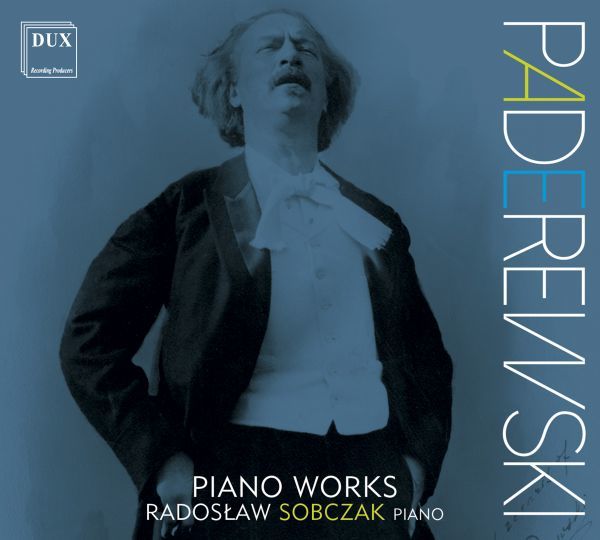 DUX
Recording Producers
PADEREWSKI
PIANO WORKS
RADOSŁAW SOBCZAK PIANO